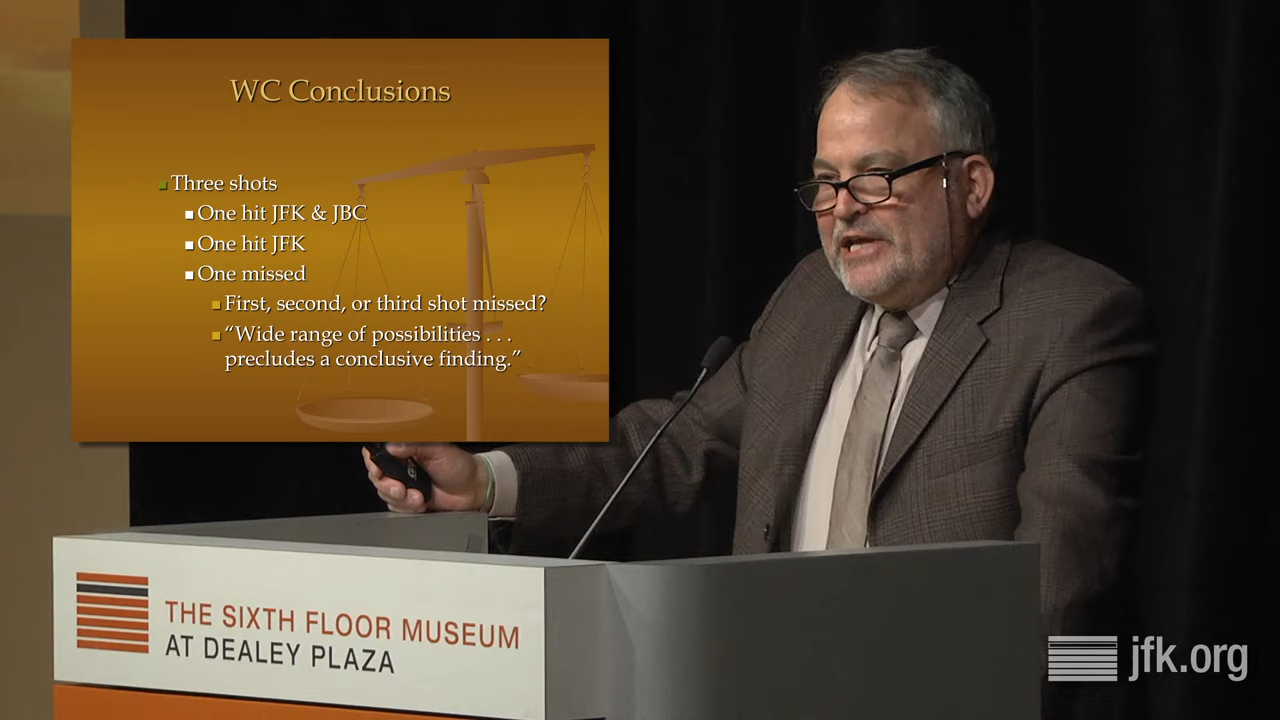 WC Conclusions
Three shots
One hit JFK & JBC
One hit JFK
One missed
First, second, or third shot missed?
“Wide range of possibilities . . .
precludes a conclusive finding.”
THE SIXTH FLOOR MUSEUM
AT DEALEY PLAZA
jfk.org